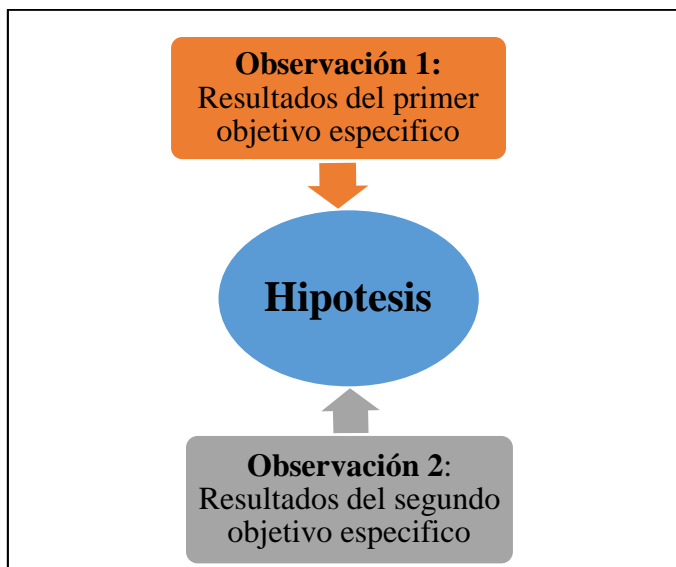 Observación 1:
Resultados del primer
objetivo especifico
Hipotesis
Observación 2:
Resultados del segundo
objetivo especifico